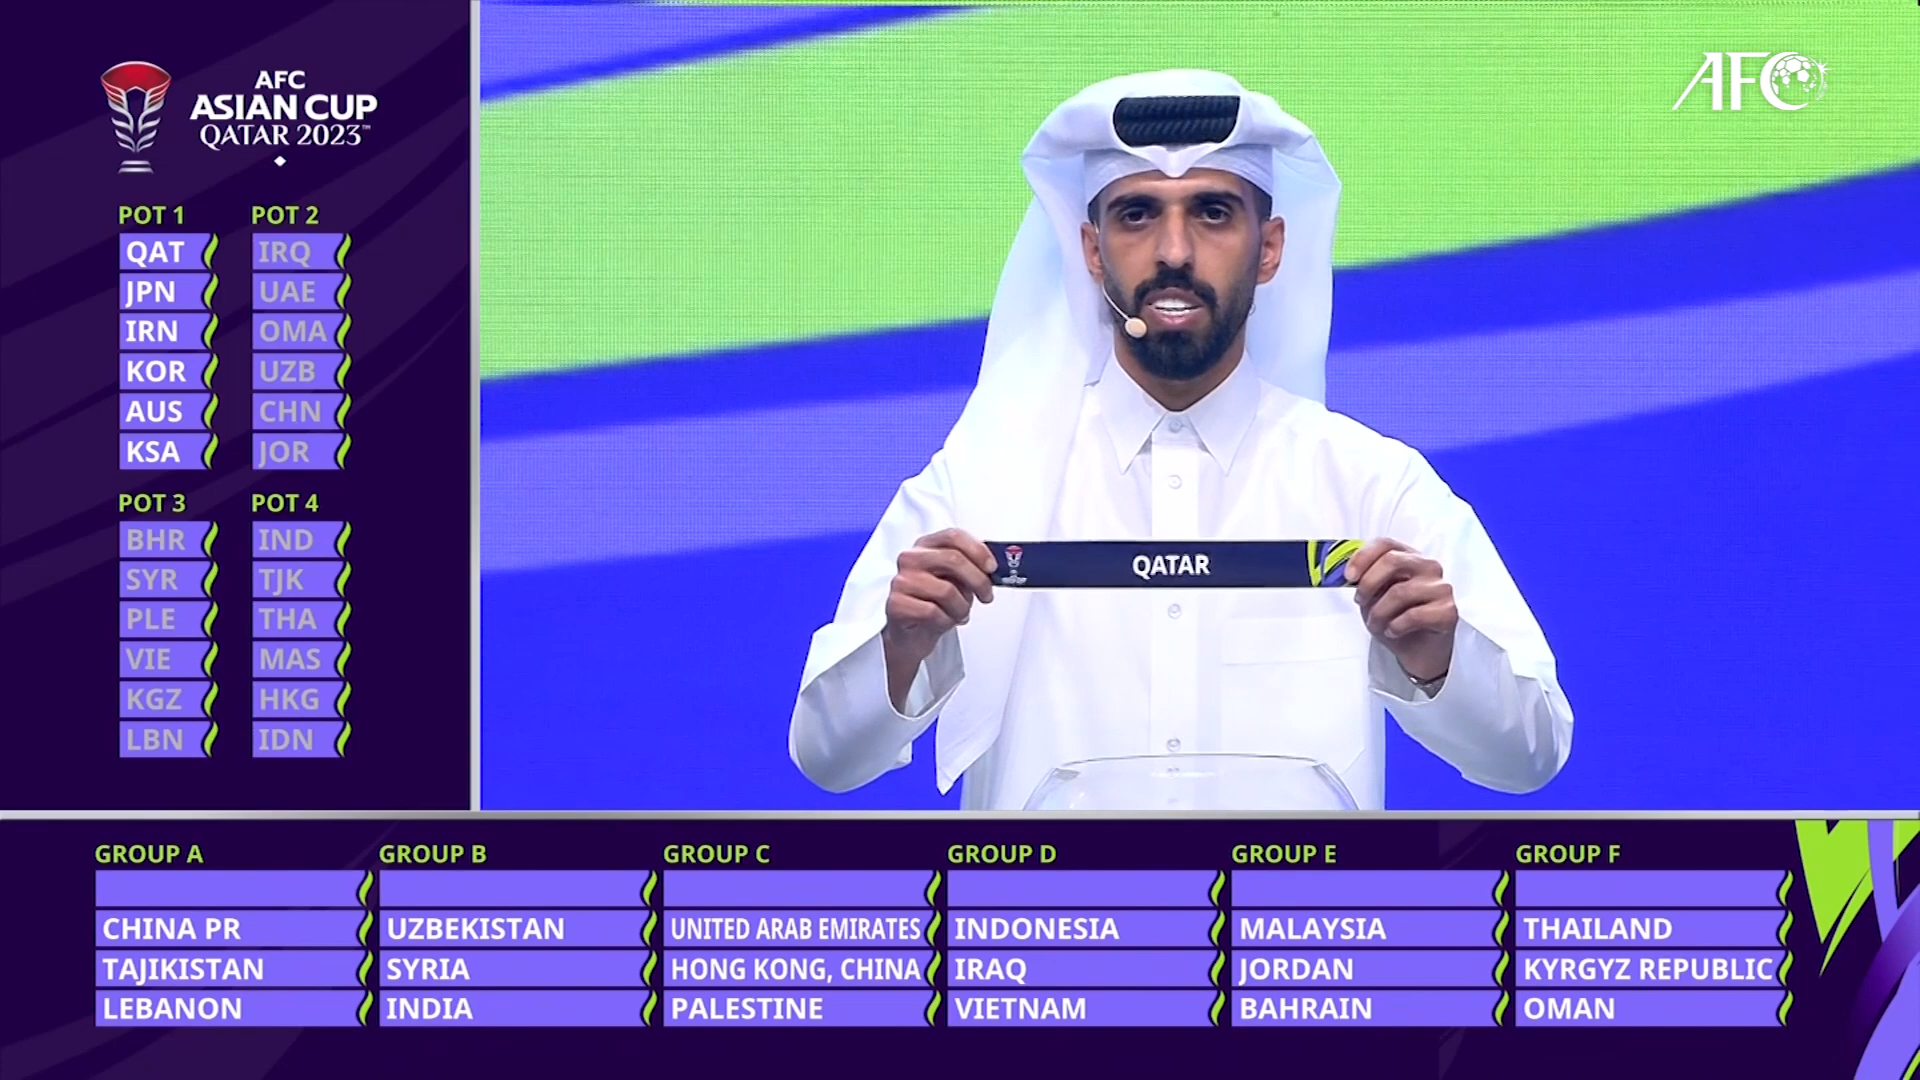 AFC
ASIAN CUP
QATAR 2023™
POT 1
QAT
JPN
IRN
KOR
AUS
KSA
POT 2
IRQ
UAE
OMA
UZB
CHN
JOR
POT 3
BHR
SYR
PLE
VIE
KGZ
LBN
POT 4
IND
TJK
THA
MAS
HKG
IDN
AFC
QATAR
GROUP A
CHINA PR
TAJIKISTAN
LEBANON
GROUP B
UZBEKISTAN
SYRIA
INDIA
GROUP C
UNITED ARAB EMIRATES
HONG KONG, CHINA
PALESTINE
GROUP D
INDONESIA
IRAQ
VIETNAM
GROUP E
MALAYSIA
JORDAN
BAHRAIN
GROUP F
THAILAND
KYRGYZ REPUBLIC
OMAN